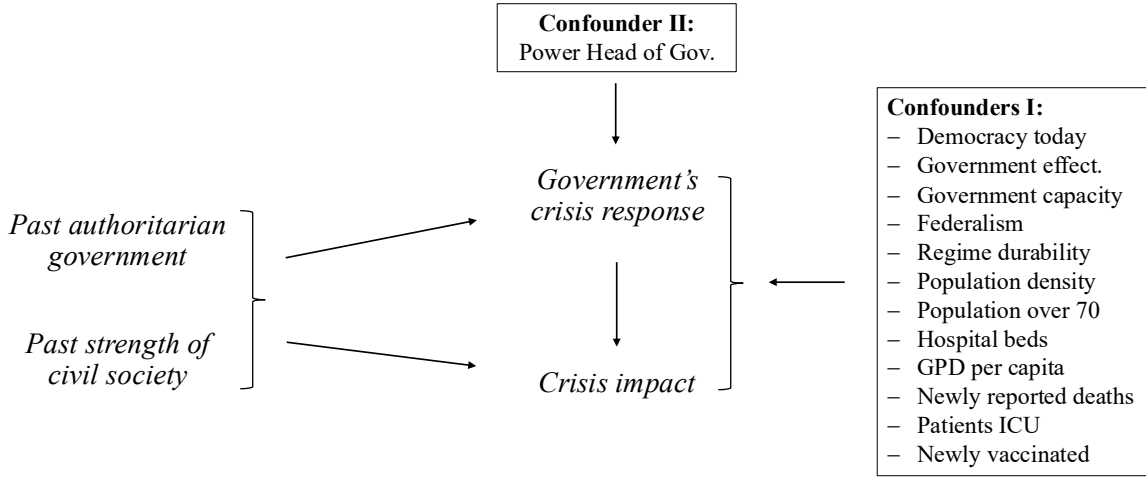 Confounder II:
Power Head of Gov.
Confounders I:
– Democracy today
– Government effect.
– Government capacity
– Federalism
– Regime durability
– Population density
– Population over 70
– Hospital beds
– GPD per capita
– Newly reported deaths
– Patients ICU
– Newly vaccinated
Government’s
crisis response
Past authoritarian
government
Past strength of
civil society
Crisis impact